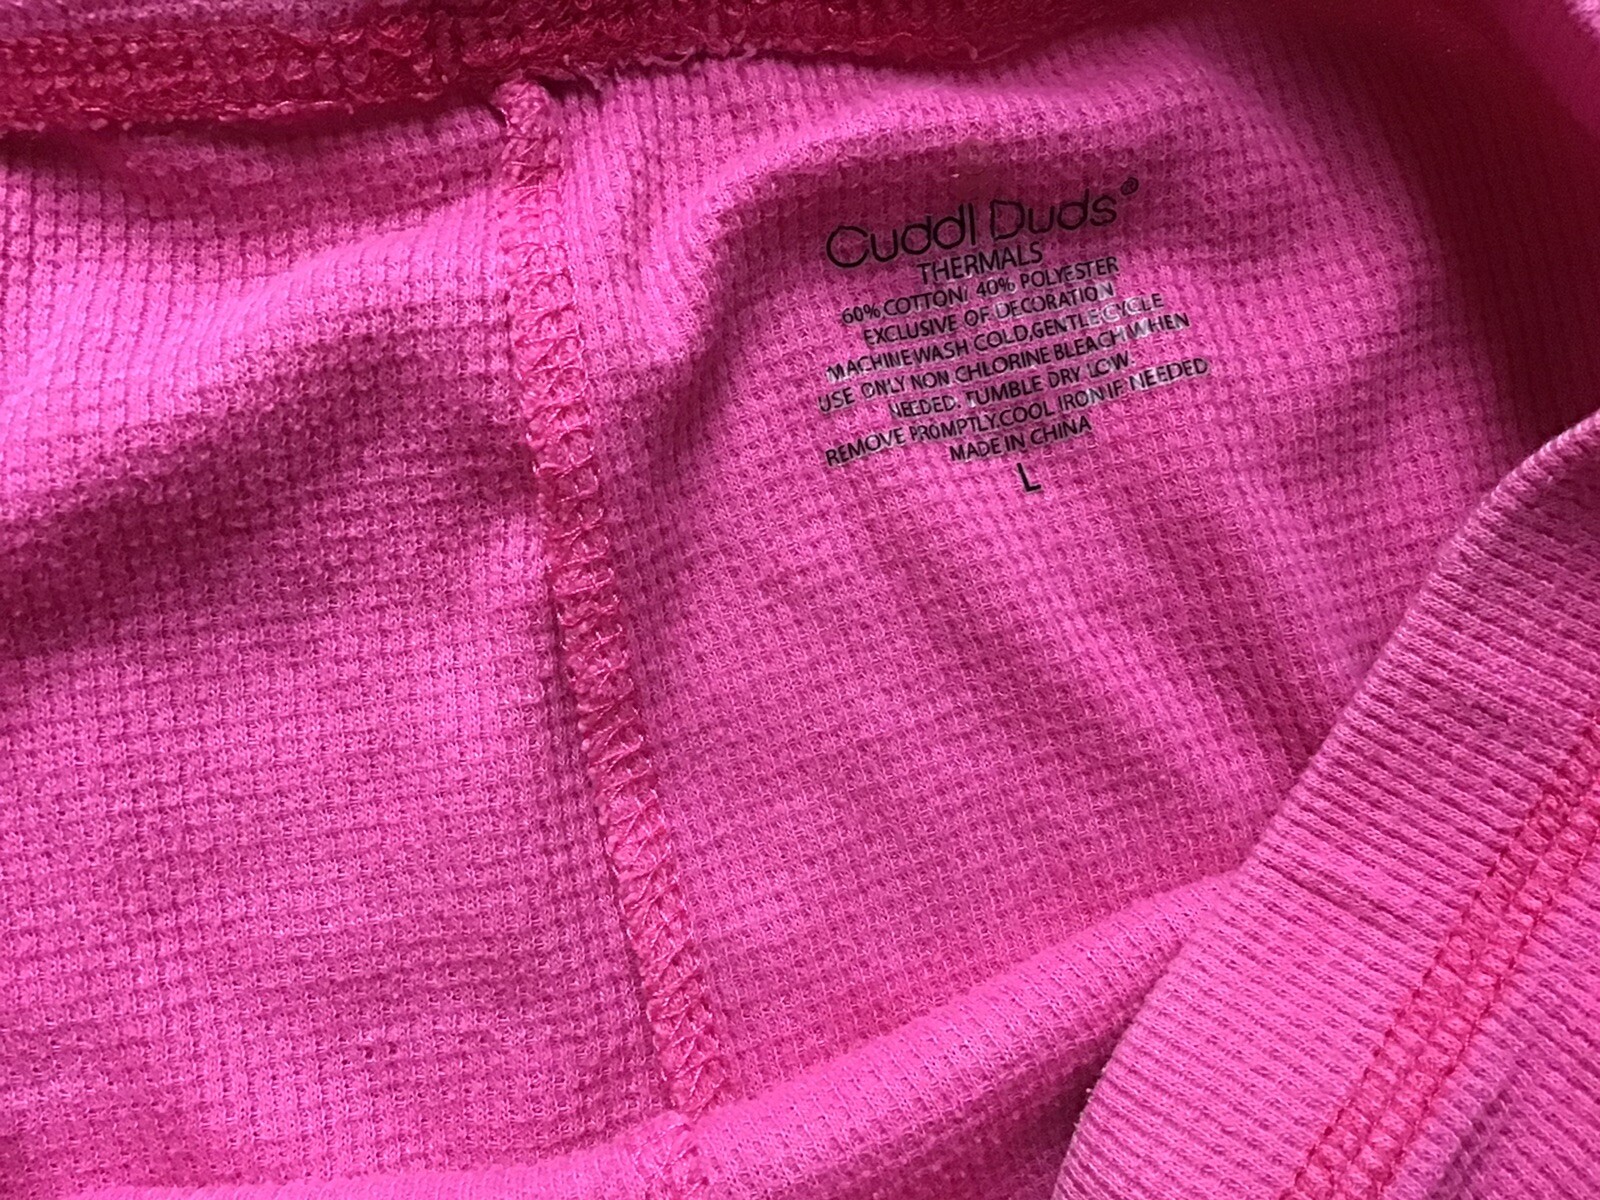 Cuddl Duds®
THERMALS
60% COTTON/ 40% POLYESTER
EXCLUSIVE OF DECORATION
MACHINE WASH COLD,GENTLE CYCLE
USE ONLY NON CHLORINE BLEACH WHEN
NEEDED. TUMBLE DRY LOW.
REMOVE PROMPTLY.COOL IRON IF NEEDED
MADE IN CHINA
L